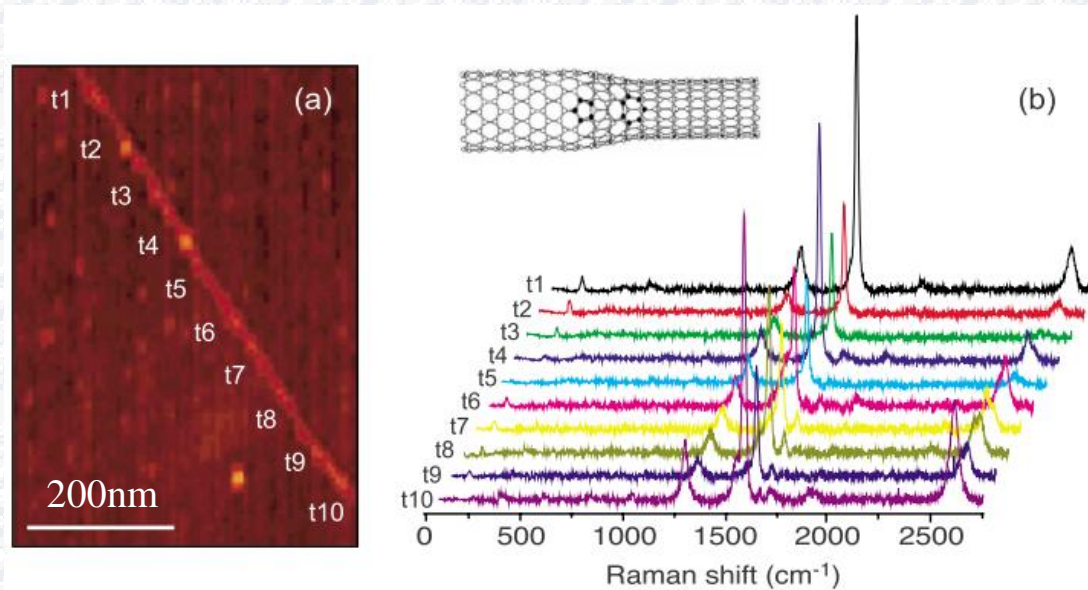 (a)
t1
t2
t3
t4
t5
t6
t7
t8
t9
t10
200nm
(b)
t1
t2
t3
t4
t5
t6
t7
t8
t9
t10
0 500 1000 1500 2000 2500
Raman shift (cm⁻¹)